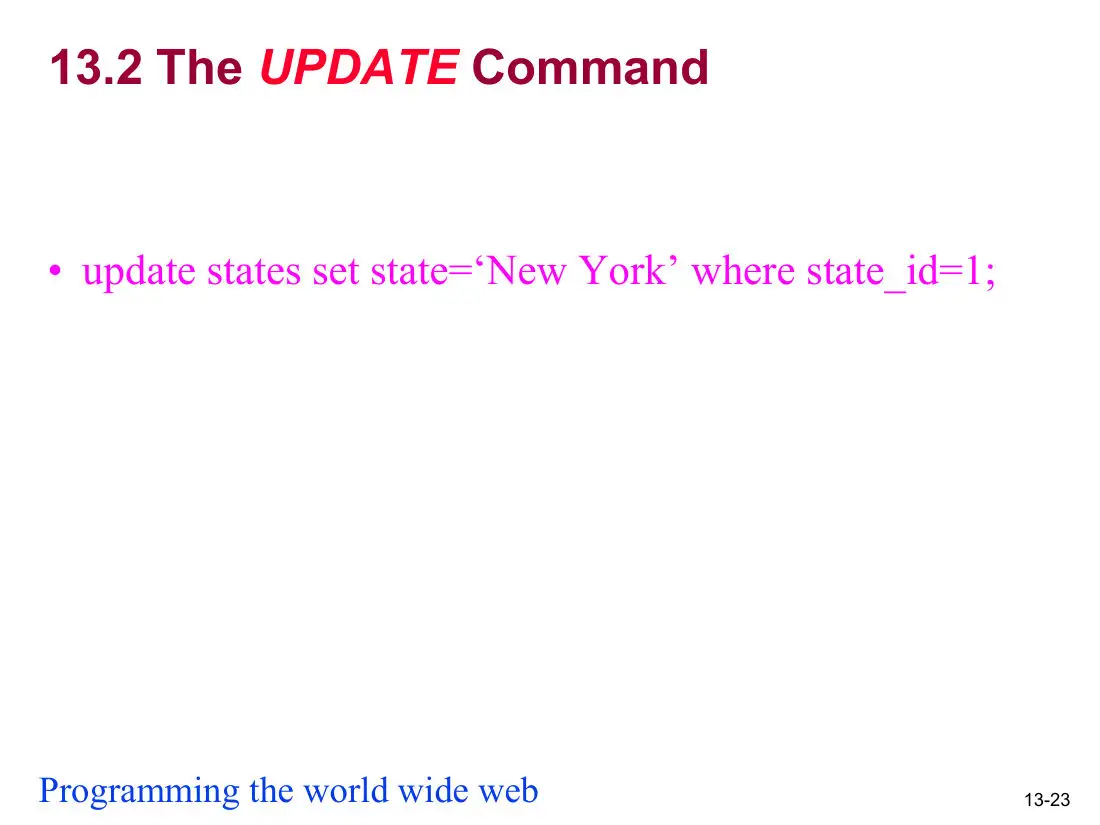 13.2 The UPDATE Command
• update states set state=‘New York’ where state_id=1;
Programming the world wide web
13-23